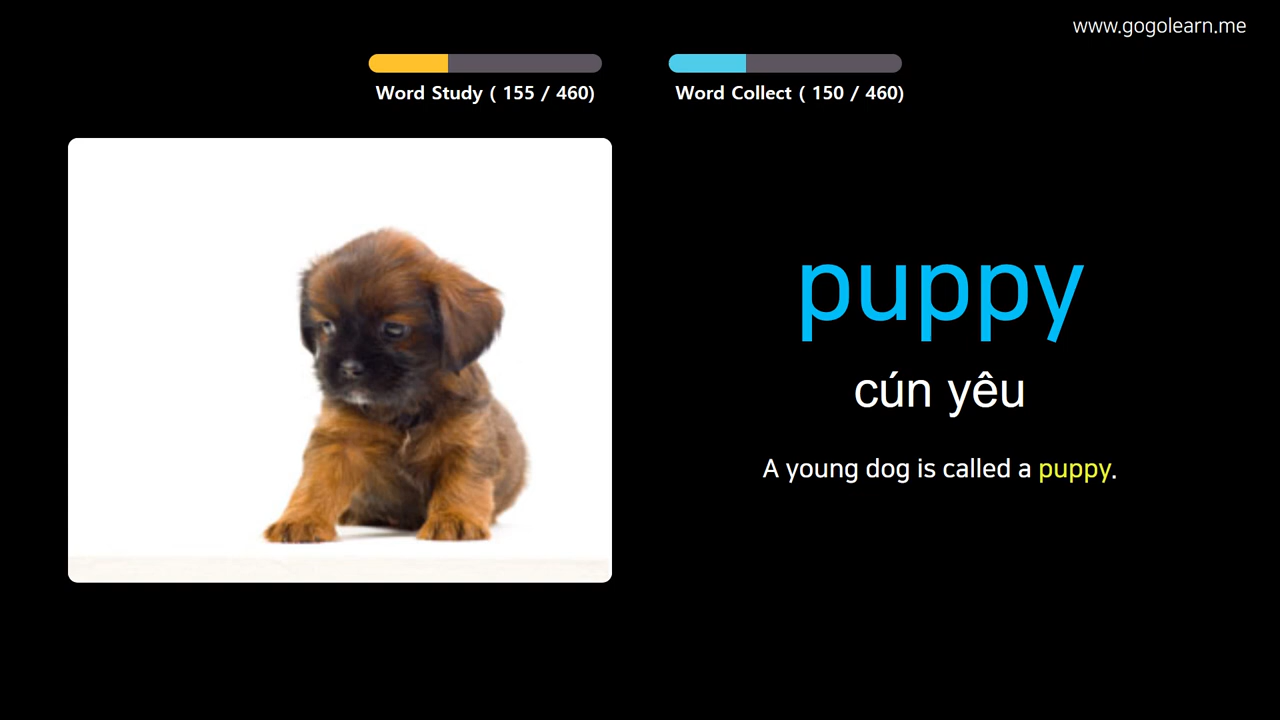 www.gogolearn.me
Word Study ( 155 / 460)
Word Collect ( 150 / 460)
puppy
cún yêu
A young dog is called a puppy.